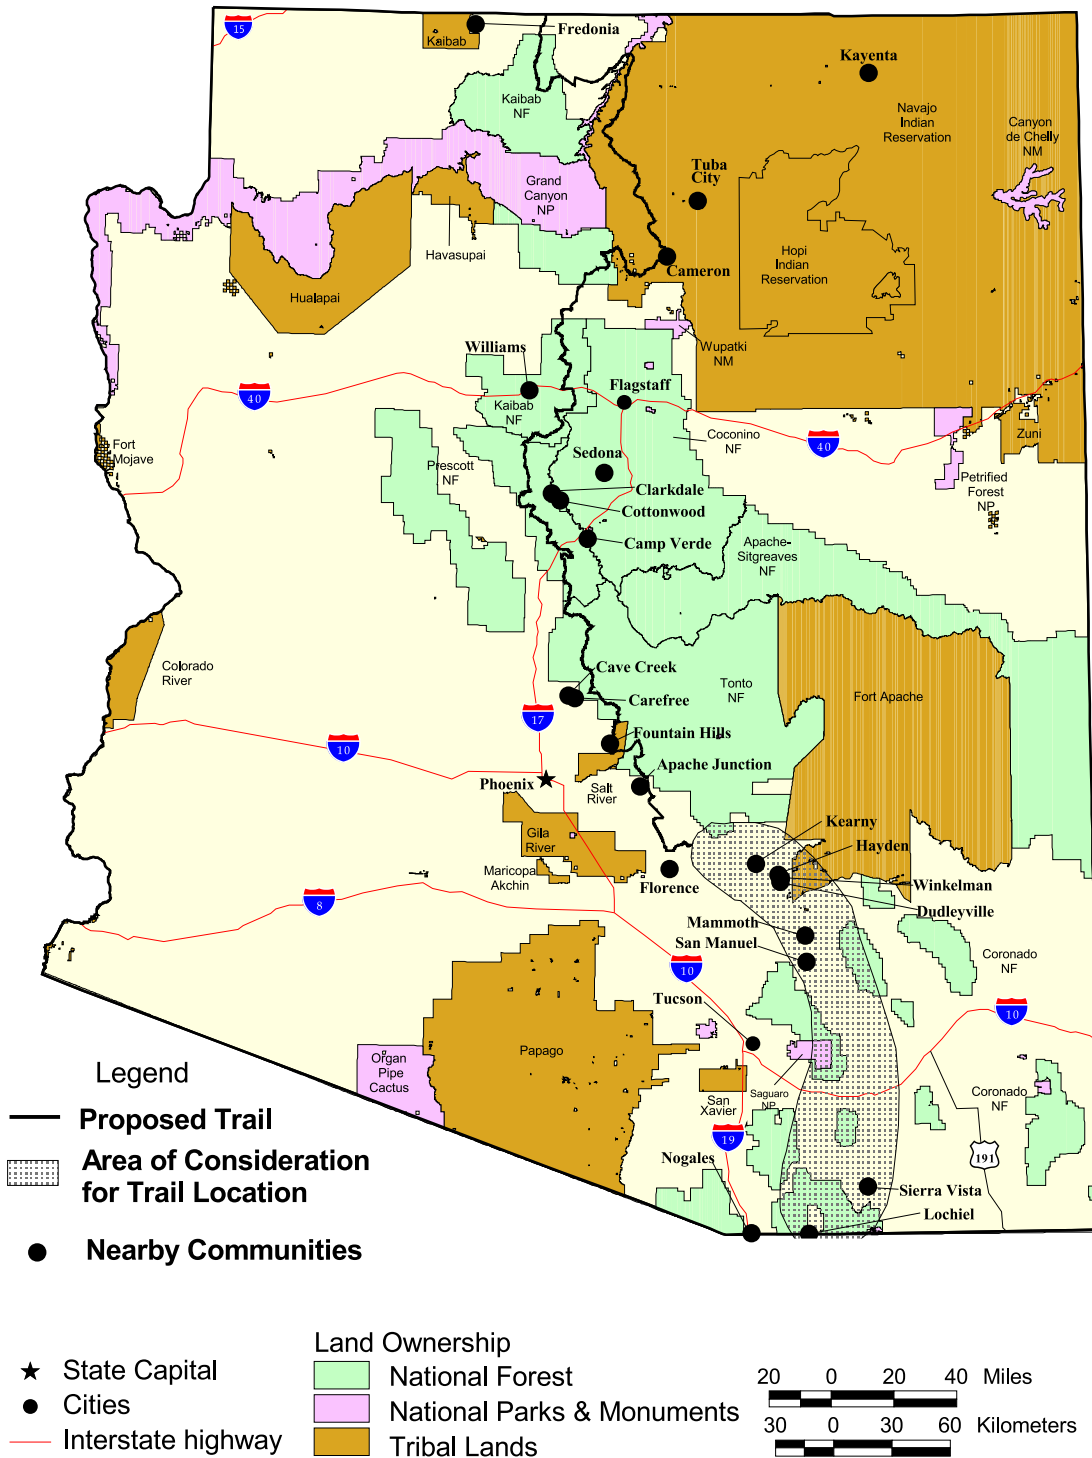 15
Fredonia
Kaibab
Kayenta
Kaibab
NF
Navajo
Indian
Reservation
Canyon
de Chelly
NM
Tuba
City
Grand
Canyon
NP
Havasupai
Hopi
Indian
Reservation
Cameron
Hualapai
Wupatki
NM
Williams
Flagstaff
40
Kaibab
NF
Coconino
NF
40
Zuni
Fort
Mojave
Prescott
NF
Sedona
Petrified
Forest
NP
Clarkdale
Cottonwood
Camp Verde
Apache-
Sitgreaves
NF
Colorado
River
Cave Creek
Carefree
Tonto
NF
Fort Apache
17
10
Fountain Hills
Phoenix
Apache Junction
Salt
River
Kearny
Gila
River
Hayden
Maricopa
Akchin
Florence
Winkelman
Dudleyville
8
Mammoth
San Manuel
Coronado
NF
10
Tucson
10
Papago
Organ
Pipe
Cactus
San
Xavier
Saguaro
NP
Coronado
NF
19
191
Nogales
Sierra Vista
Lochiel
Legend
Proposed Trail
Area of Consideration
for Trail Location
Nearby Communities
State Capital
Cities
Interstate highway
Land Ownership
National Forest
National Parks & Monuments
Tribal Lands
20 0 20 40 Miles
30 0 30 60 Kilometers